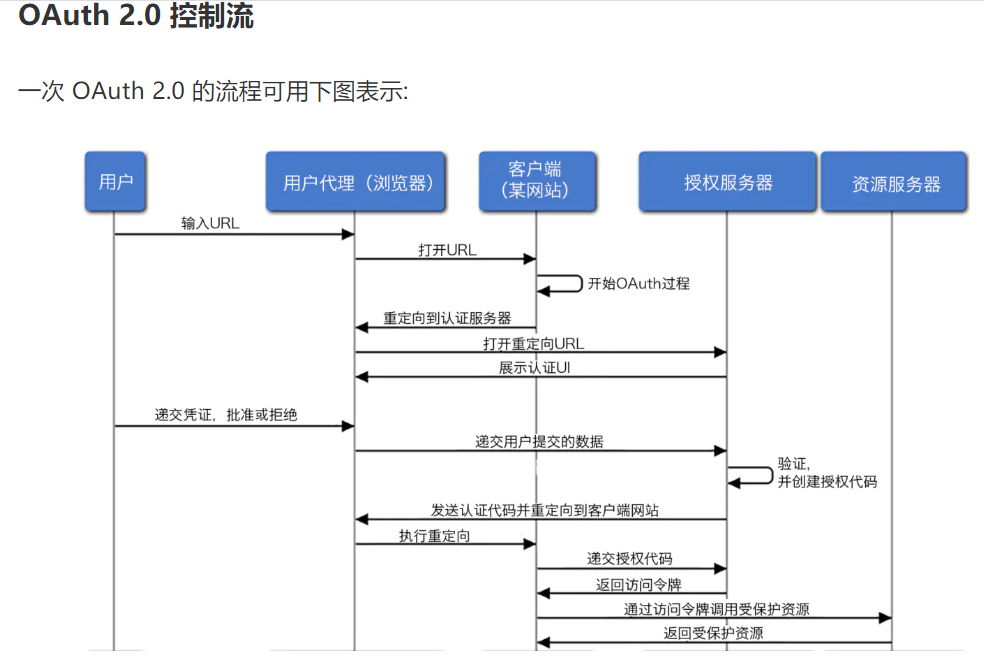 OAuth 2.0 控制流
一次 OAuth 2.0 的流程可用下图表示:
用户
用户代理（浏览器）
客户端
（某网站）
授权服务器
资源服务器
输入URL
打开URL
开始OAuth过程
重定向到认证服务器
打开重定向URL
展示认证UI
递交凭证，批准或拒绝
递交用户提交的数据
验证，
并创建授权代码
发送认证代码并重定向到客户端网站
执行重定向
递交授权代码
返回访问令牌
通过访问令牌调用受保护资源
返回受保护资源